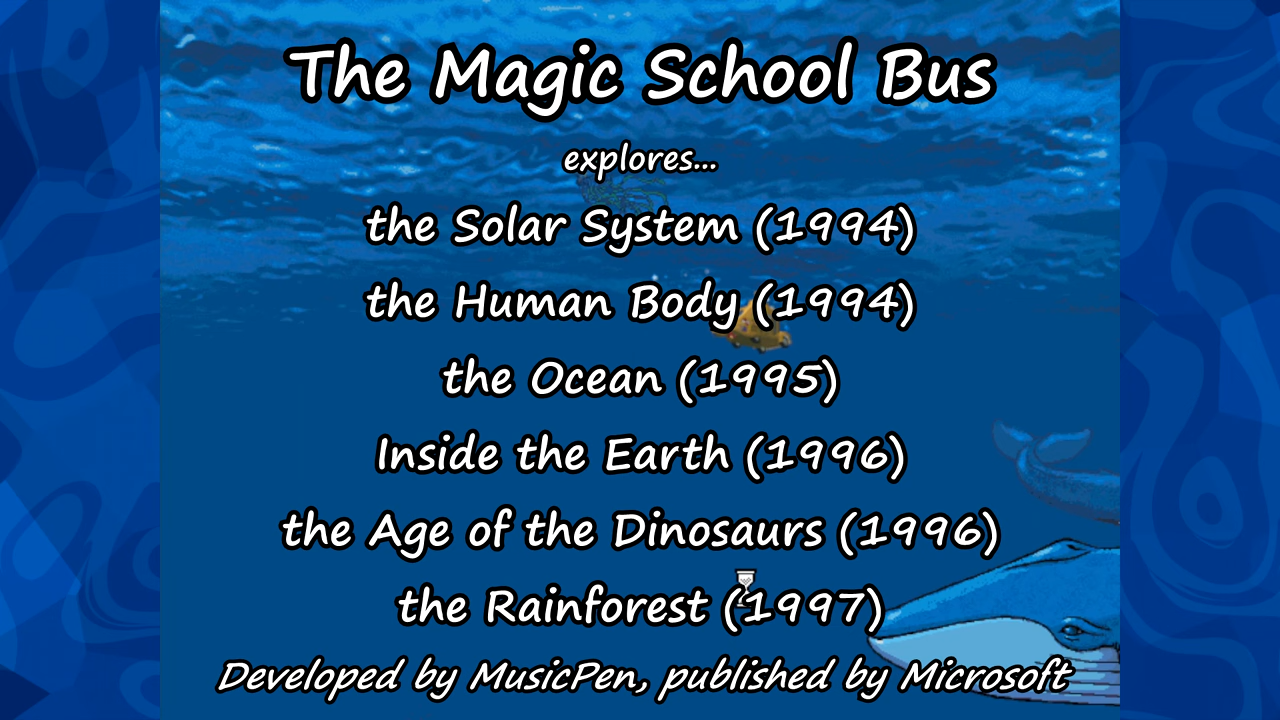 The Magic School Bus
explores...
the Solar System (1994)
the Human Body (1994)
the Ocean (1995)
Inside the Earth (1996)
the Age of the Dinosaurs (1996)
the Rainforest (1997)
Developed by MusicPen, published by Microsoft